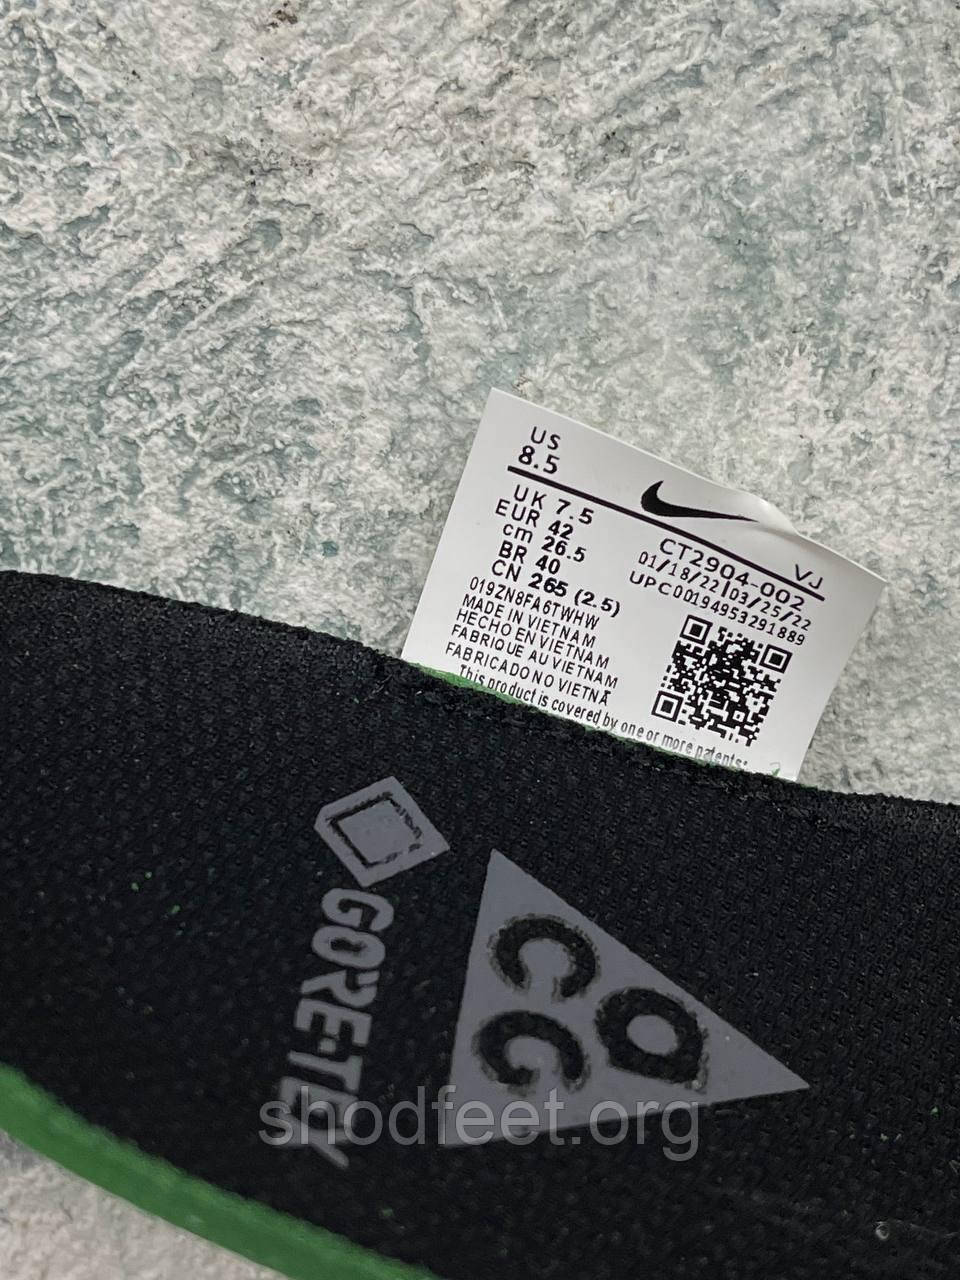 US
8.5
UK 7.5
EUR 42
cm 26.5
BR 40
CN 265 (2.5)
CT2904-002 VJ
01/18/22|03/25/22
UPC00194953291889
019ZN8FA6TWHW
MADE IN VIETNAM
HECHO EN VIETNAM
FABRIQUE AU VIETNAM
FABRICADO NO VIETNÃ
This product is covered by one or more patents:
GORE-TEX
ACG
shodfeet.org